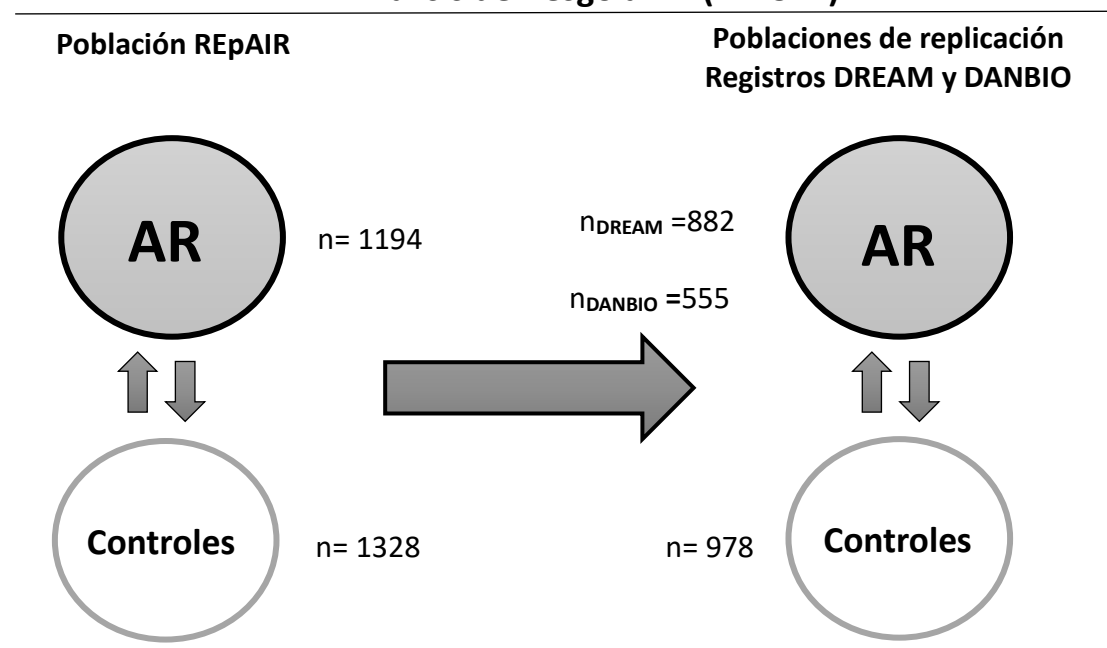 Población REpAIR
Poblaciones de replicación
Registros DREAM y DANBIO
AR
n= 1194
nDREAM =882
nDANBIO =555
AR
Controles
n= 1328
n= 978
Controles